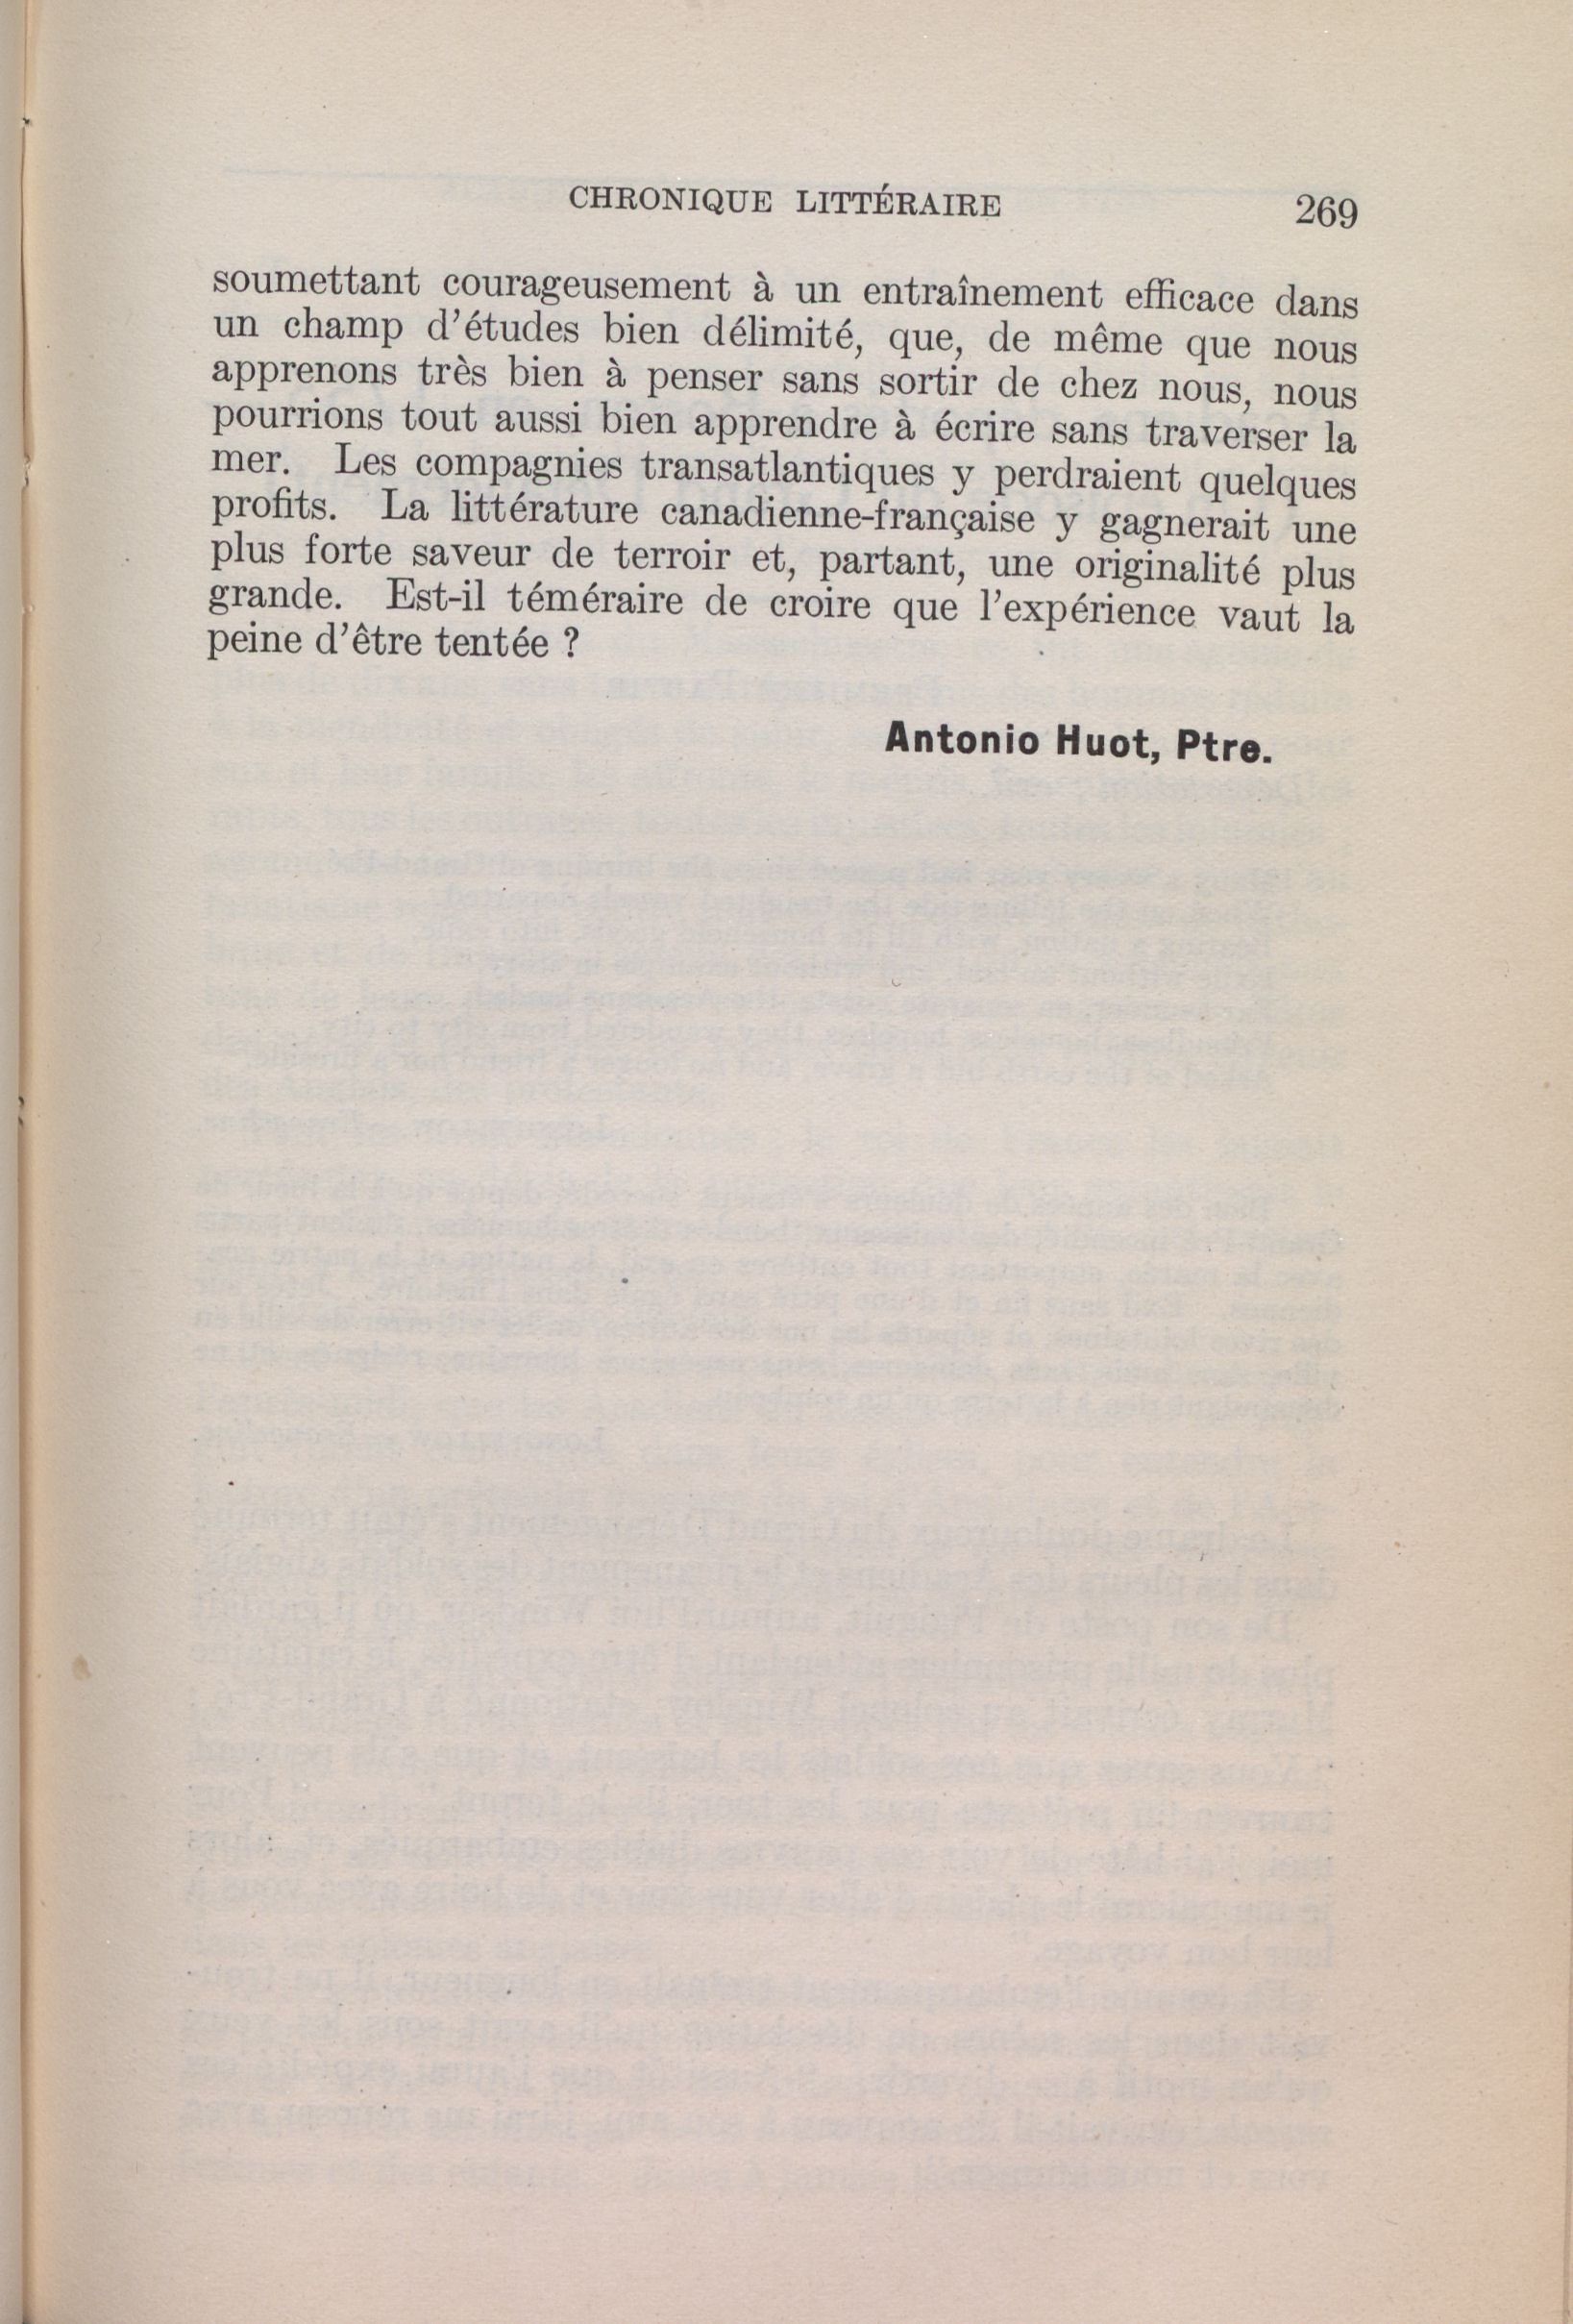 CHRONIQUE LITTÉRAIRE 269
soumettant courageusement à un entraînement efficace dans
un champ d'études bien délimité, que, de même que nous
apprenons très bien à penser sans sortir de chez nous, nous
pourrions tout aussi bien apprendre à écrire sans traverser la
mer. Les compagnies transatlantiques y perdraient quelques
profits. La littérature canadienne-française y gagnerait une
plus forte saveur de terroir et, partant, une originalité plus
grande. Est-il téméraire de croire que l'expérience vaut la
peine d'être tentée ?
Antonio Huot, Ptre.